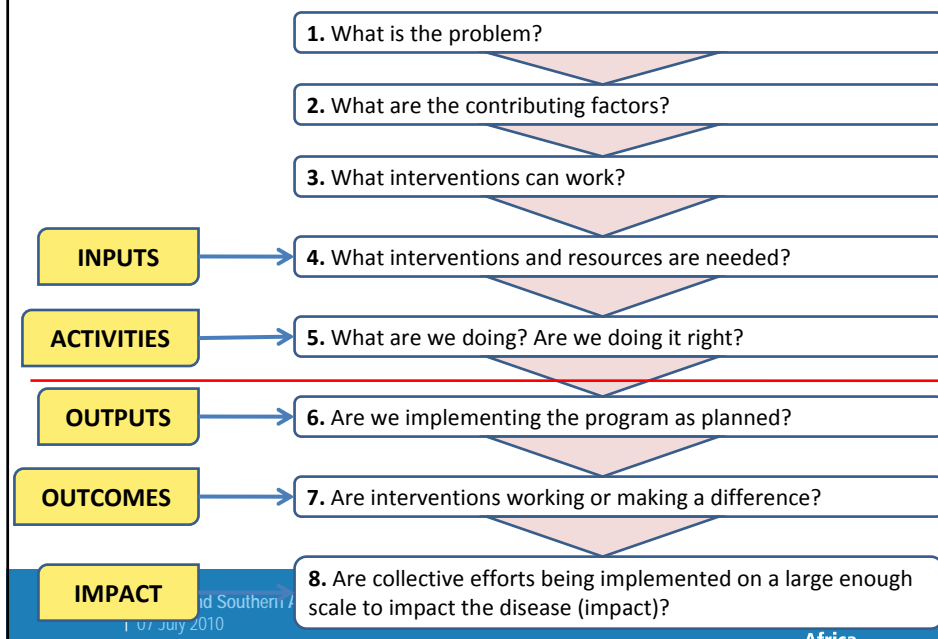 1. What is the problem?
2. What are the contributing factors?
3. What interventions can work?
INPUTS
4. What interventions and resources are needed?
ACTIVITIES
5. What are we doing? Are we doing it right?
OUTPUTS
6. Are we implementing the program as planned?
OUTCOMES
7. Are interventions working or making a difference?
IMPACT
8. Are collective efforts being implemented on a large enough
scale to impact the disease (impact)?
nd Southern A
| 07 July 2010
Africa